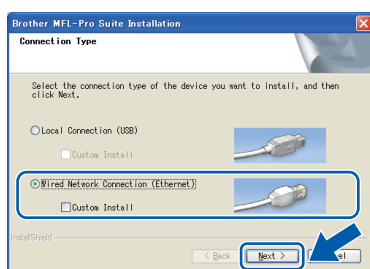 Brother MFL-Pro Suite Installation
Connection Type
Select the connection type of the device you want to install, and then
click Next.
Local Connection (USB)
Custom Install
Wired Network Connection (Ethernet)
Custom Install
InstallShield
< Back Next >